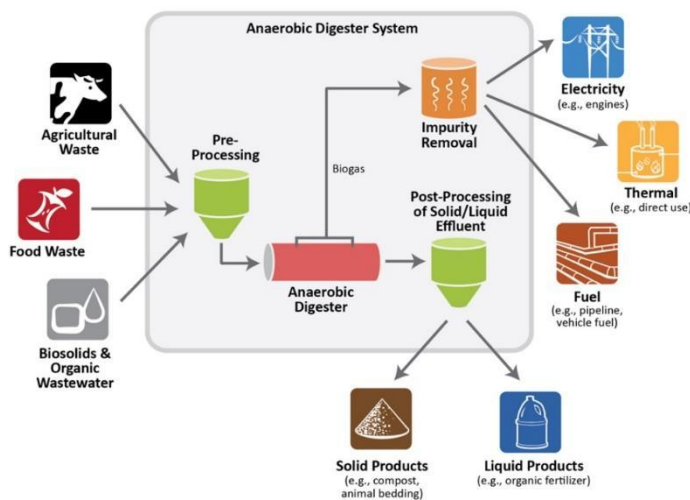 Anaerobic Digester System
Agricultural
Waste
Food Waste
Biosolids &
Organic
Wastewater
Pre-
Processing
Biogas
Anaerobic
Digester
Impurity
Removal
Post-Processing
of Solid/Liquid
Effluent
Electricity
(e.g., engines)
Thermal
(e.g., direct use)
Fuel
(e.g., pipeline,
vehicle fuel)
Solid Products
(e.g., compost,
animal bedding)
Liquid Products
(e.g., organic fertilizer)